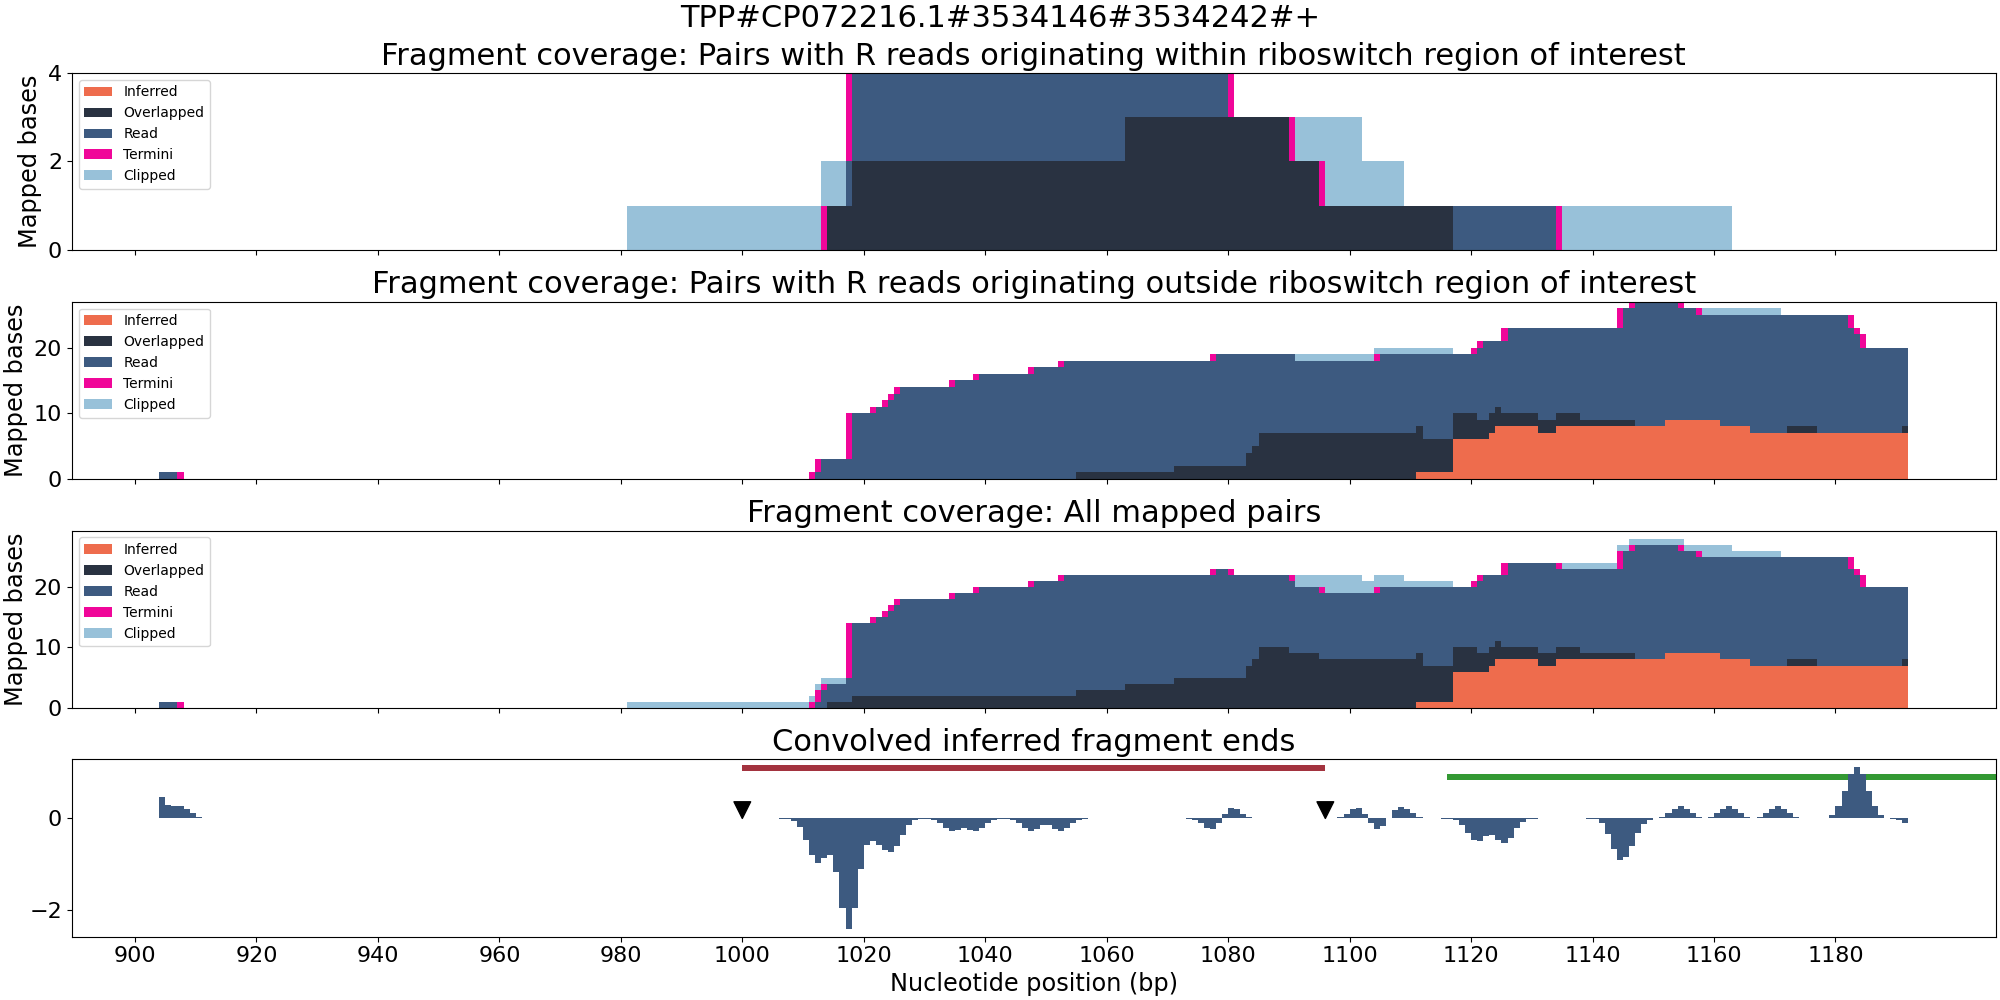 TPP#CP072216.1#3534146#3534242#+
Fragment coverage: Pairs with R reads originating within riboswitch region of interest
Mapped bases
4
2
0
Inferred
Overlapped
Read
Termini
Clipped
Fragment coverage: Pairs with R reads originating outside riboswitch region of interest
Mapped bases
20
10
0
Inferred
Overlapped
Read
Termini
Clipped
Fragment coverage: All mapped pairs
Mapped bases
20
10
0
Inferred
Overlapped
Read
Termini
Clipped
Convolved inferred fragment ends
0
−2
900 920 940 960 980 1000 1020 1040 1060 1080 1100 1120 1140 1160 1180
Nucleotide position (bp)